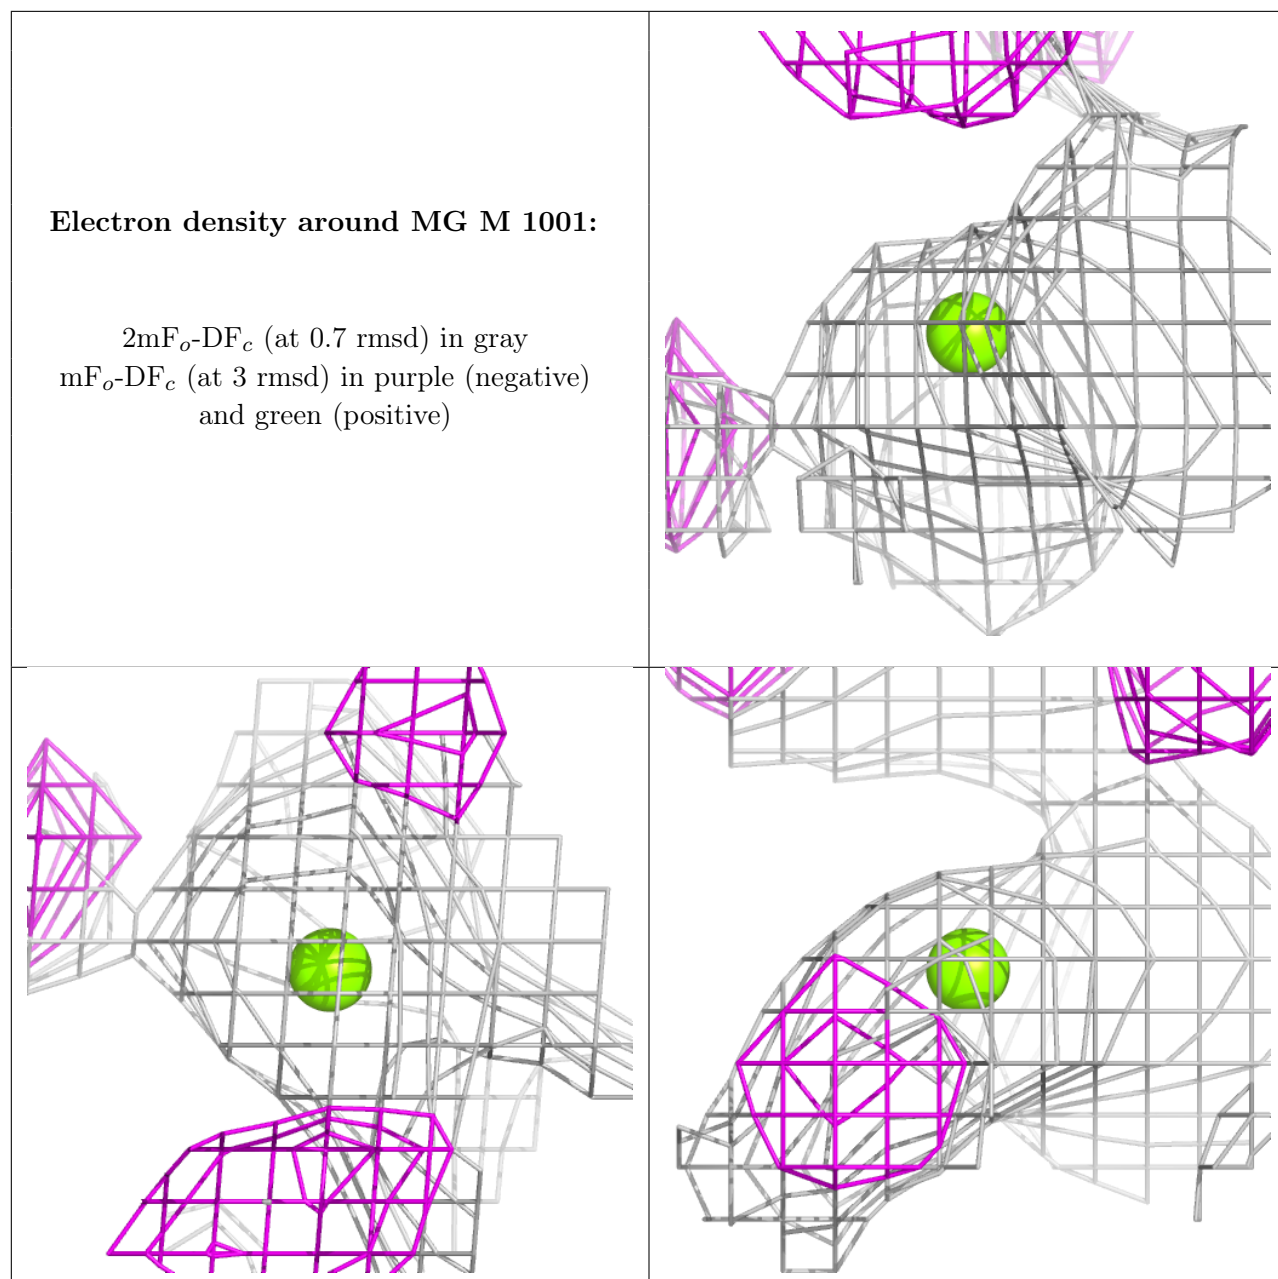 Electron density around MG M 1001:
2mFo-DFc (at 0.7 rmsd) in gray
mFo-DFc (at 3 rmsd) in purple (negative)
and green (positive)